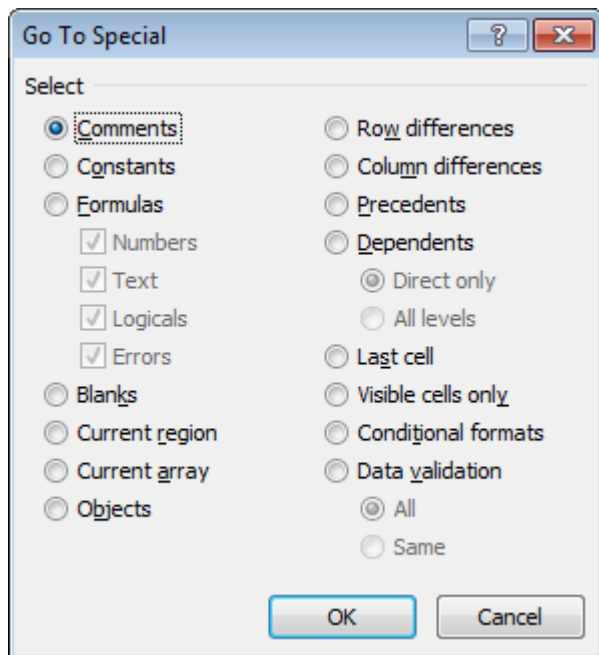 Go To Special
?
Select
Comments
Constants
Formulas
Numbers
Text
Logicals
Errors
Blanks
Current region
Current array
Objects
Row differences
Column differences
Precedents
Dependents
Direct only
All levels
Last cell
Visible cells only
Conditional formats
Data validation
All
Same
OK
Cancel